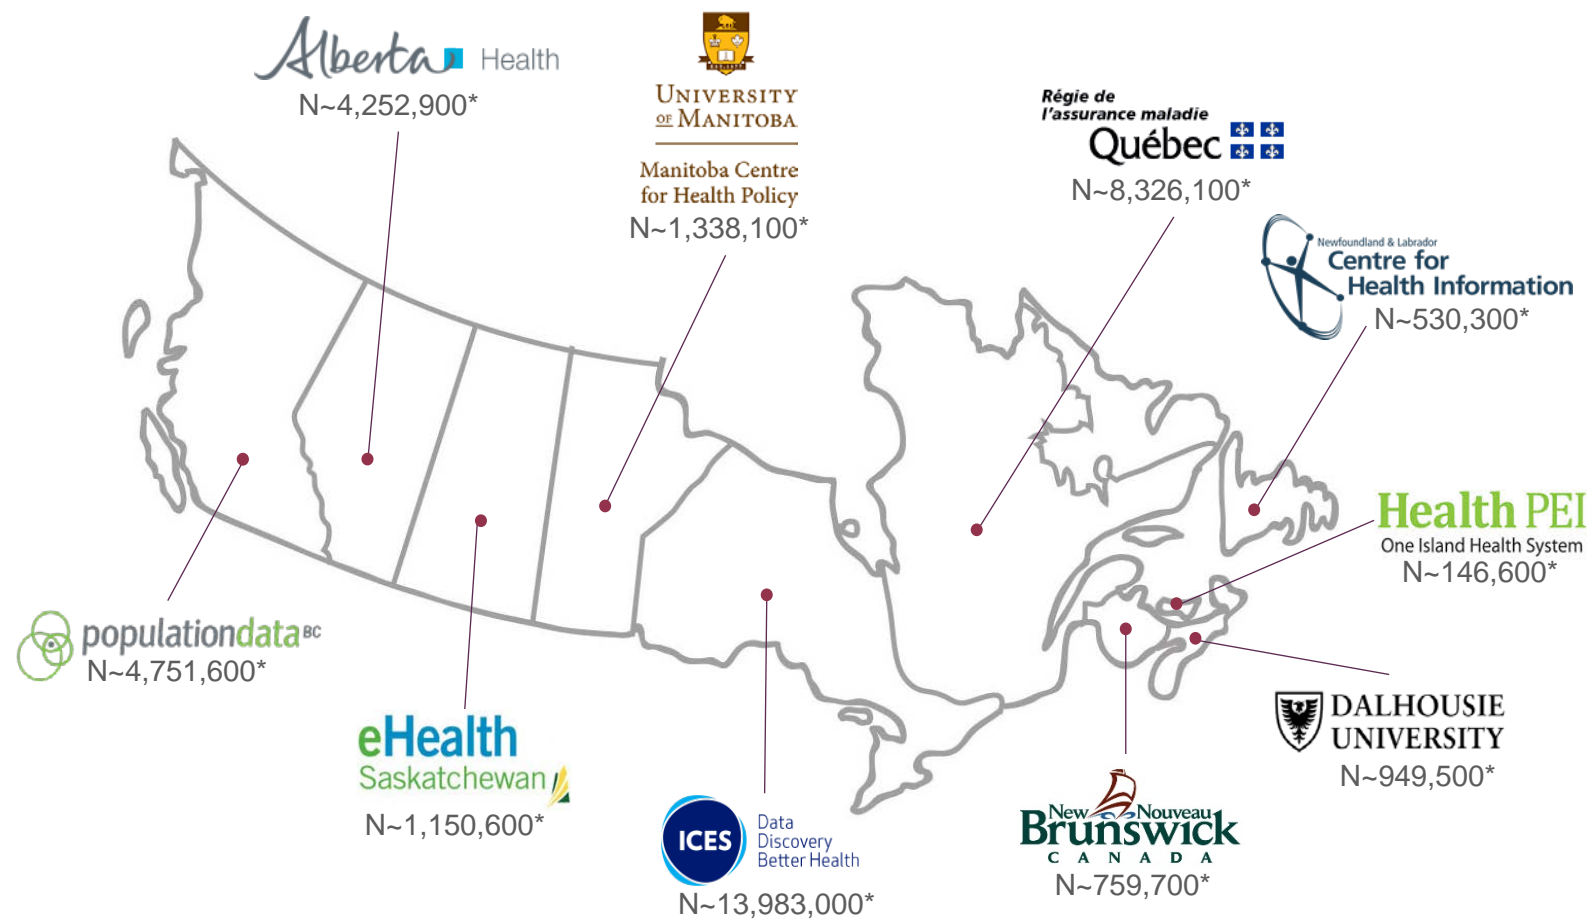 Alberta Health
N~4,252,900*
UNIVERSITY
OF MANITOBA
Manitoba Centre
for Health Policy
N~1,338,100*
Régie de
l'assurance maladie
Québec
N~8,326,100*
Newfoundland & Labrador
Centre for
Health Information
N~530,300*
Health PEI
One Island Health System
N~146,600*
populationdata BC
N~4,751,600*
eHealth
Saskatchewan
N~1,150,600*
ICES
Data
Discovery
Better Health
N~13,983,000*
New Nouveau
Brunswick
CANADA
N~759,700*
DALHOUSIE
UNIVERSITY
N~949,500*